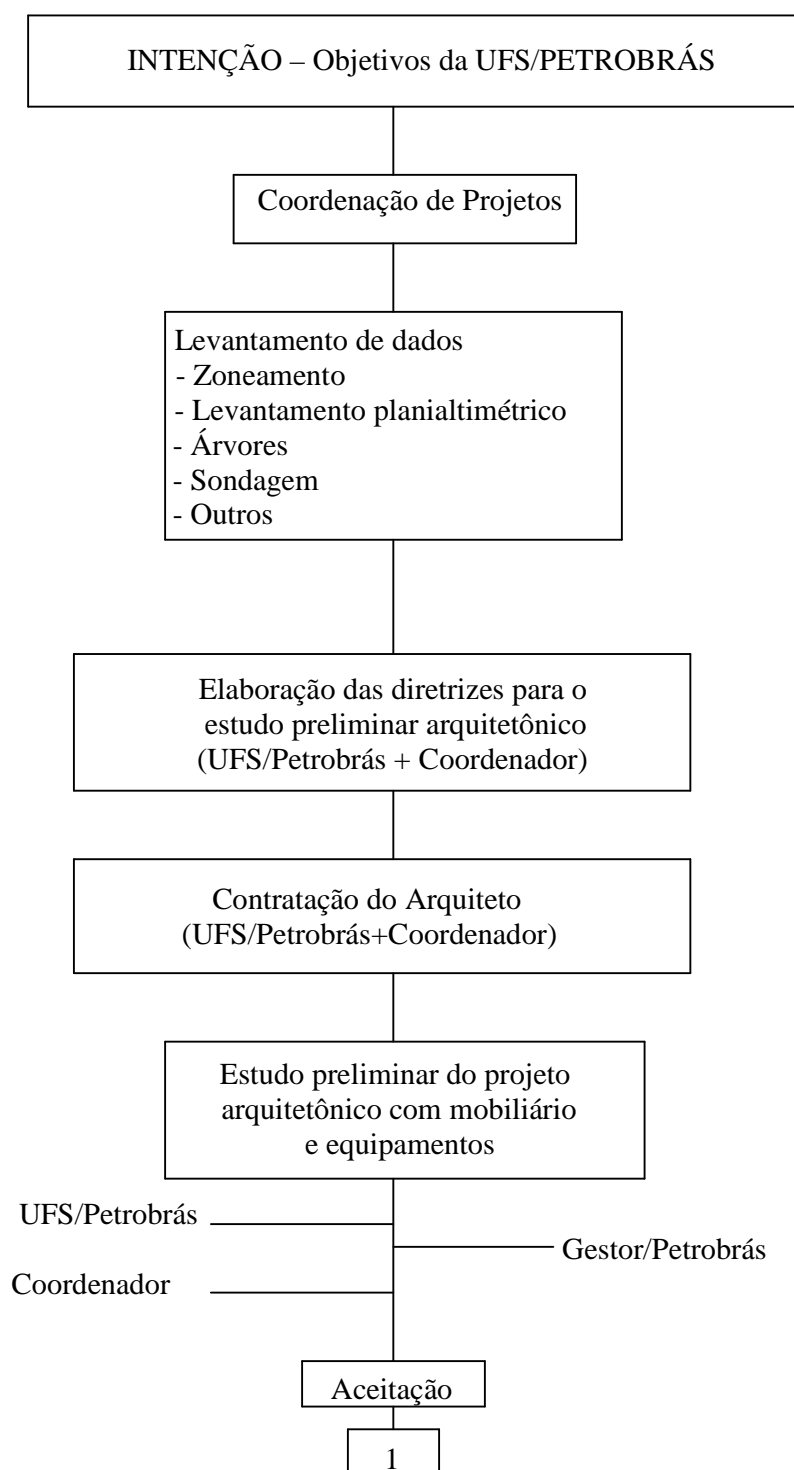 INTENÇÃO – Objetivos da UFS/PETROBRÁS
Coordenação de Projetos
Levantamento de dados
- Zoneamento
- Levantamento planialtimétrico
- Árvores
- Sondagem
- Outros
Elaboração das diretrizes para o
estudo preliminar arquitetônico
(UFS/Petrobrás + Coordenador)
Contratação do Arquiteto
(UFS/Petrobrás+Coordenador)
Estudo preliminar do projeto
arquitetônico com mobiliário
e equipamentos
UFS/Petrobrás
Gestor/Petrobrás
Coordenador
Aceitação
1